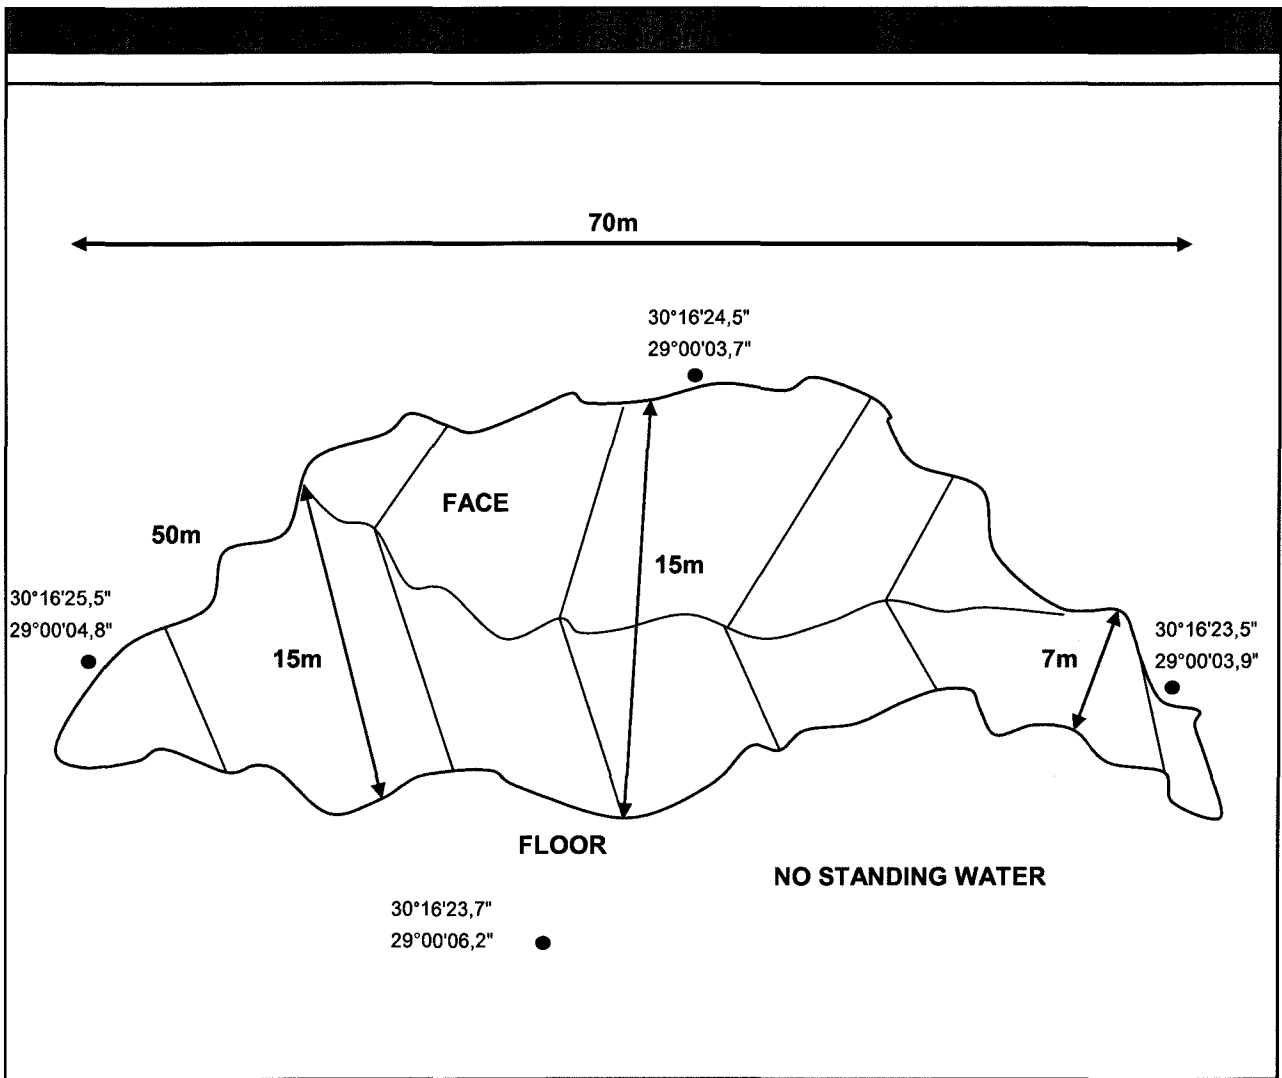 70m
30°16'24,5"
29°00'03,7"
FACE
50m
15m
30°16'25,5"
29°00'04,8"
30°16'23,5"
29°00'03,9"
15m
7m
FLOOR
NO STANDING WATER
30°16'23,7"
29°00'06,2"